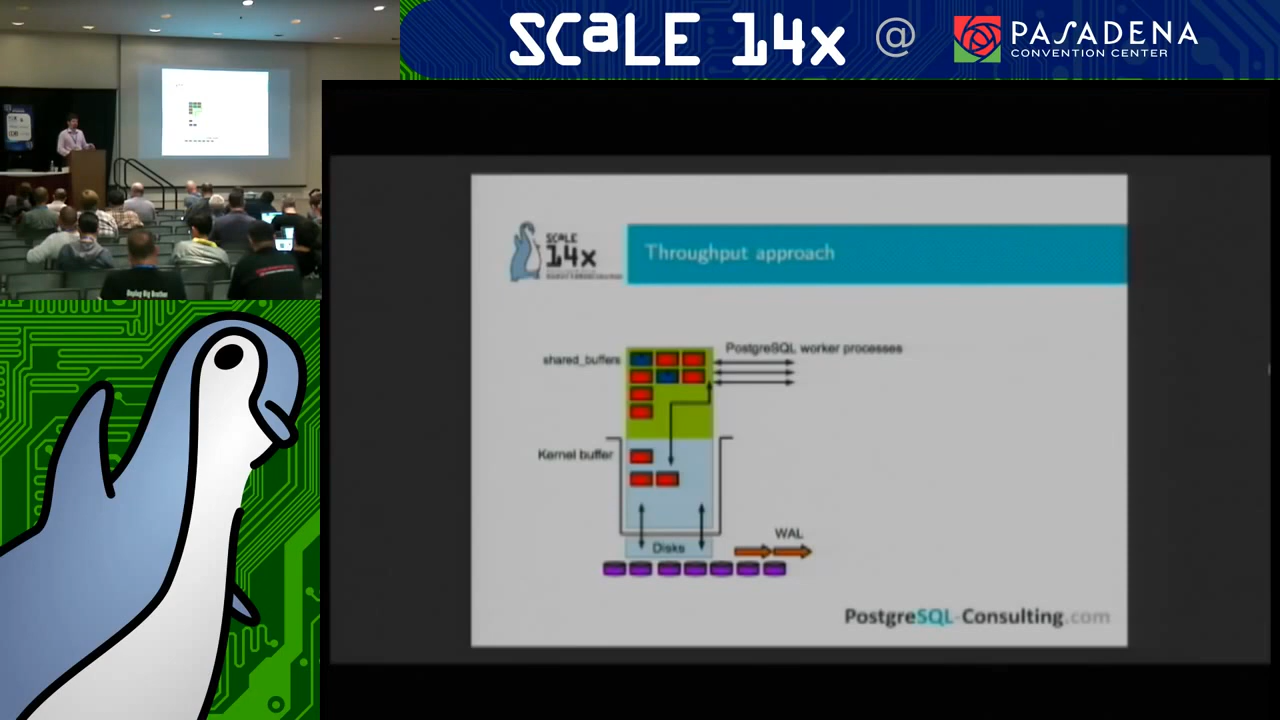 SCaLE 14x @ PASADENA
CONVENTION CENTER
SCALE
14x
Throughput approach
shared_buffers
PostgreSQL worker processes
Kernel buffer
WAL
Disks
PostgreSQL-Consulting.com